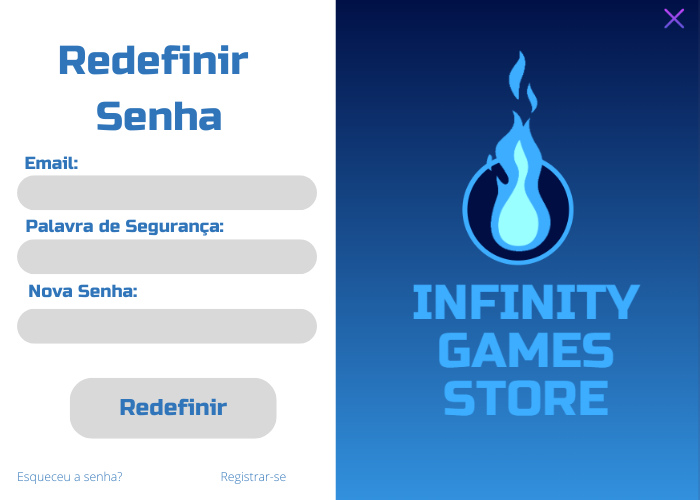 Redefinir
Senha
Email:
Palavra de Segurança:
Nova Senha:
Redefinir
Esqueceu a senha?
Registrar-se
INFINITY
GAMES
STORE